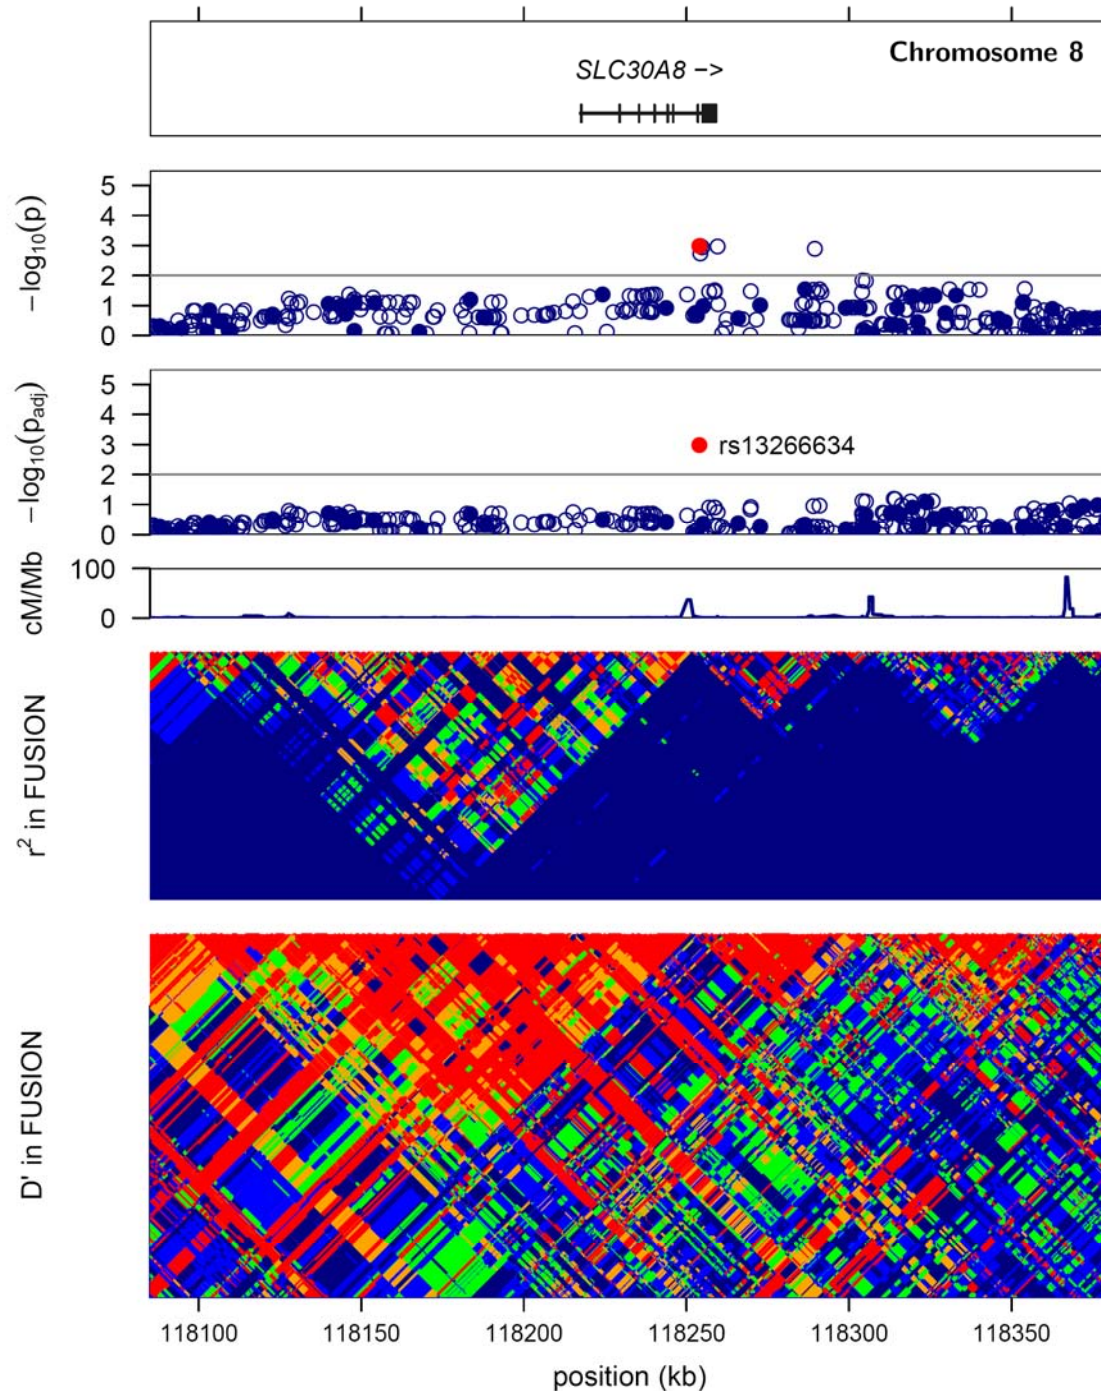 Chromosome 8
SLC30A8 −>
−log₁₀(p)
5
4
3
2
1
0
−log₁₀(pₐdⱼ)
5
4
3
2
1
0
rs13266634
cM/Mb
100
0
r² in FUSION
D' in FUSION
118100 118150 118200 118250 118300 118350
position (kb)